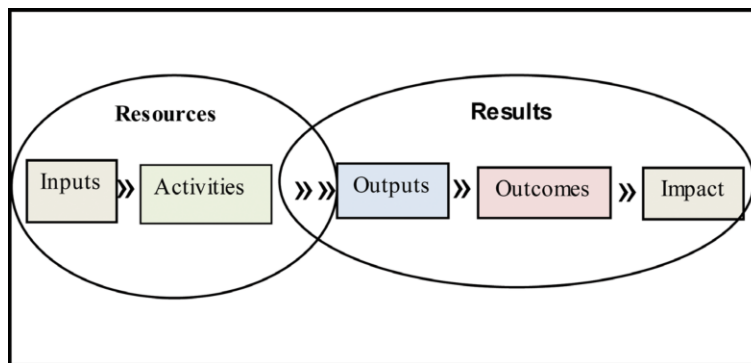 Resources
Results
Inputs » Activities » » Outputs » Outcomes » Impact